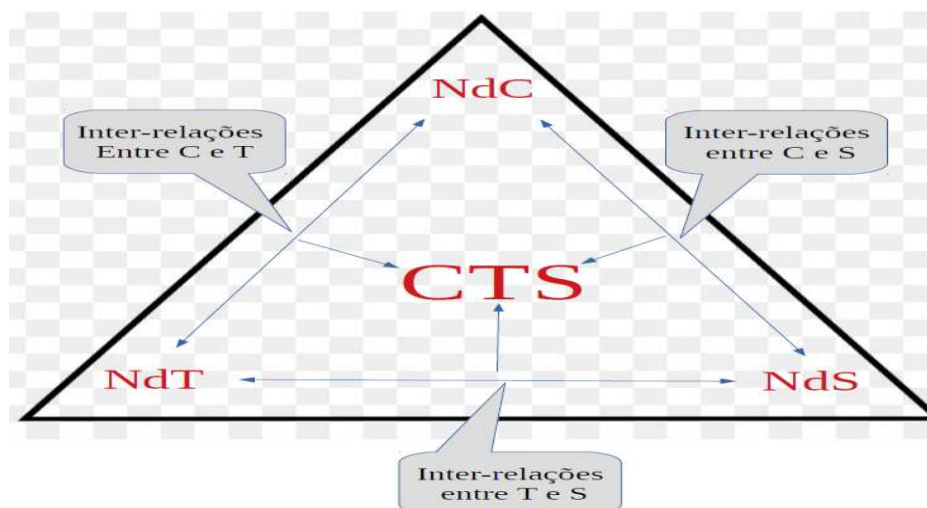 NdC
Inter-relações
Entre C e T
Inter-relações
entre C e S
CTS
NdT
NdS
Inter-relações
entre T e S